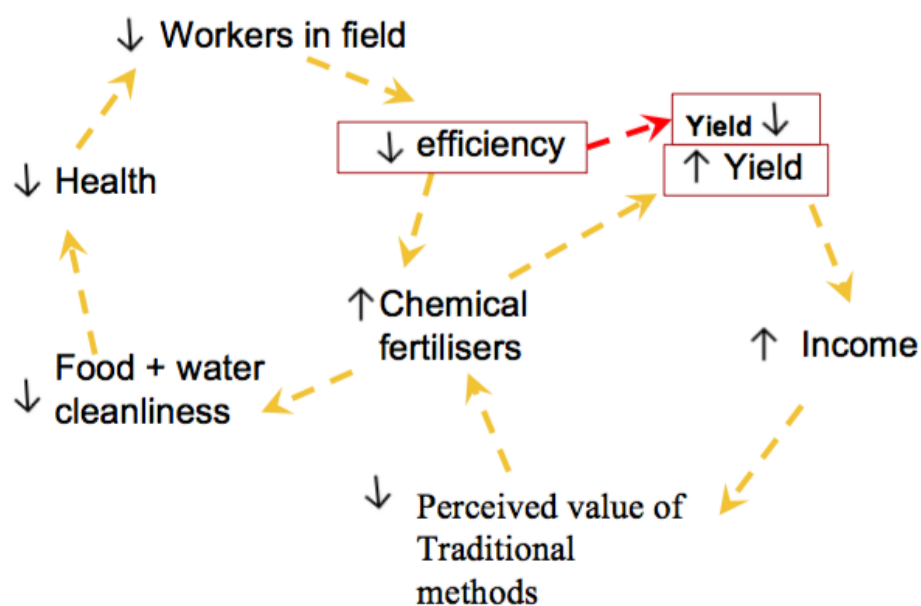 ↓ Workers in field
↓ efficiency
Yield ↓
↑ Yield
↓ Health
↑ Chemical
fertilisers
↑ Income
↓ Food + water
cleanliness
↓ Perceived value of
Traditional
methods